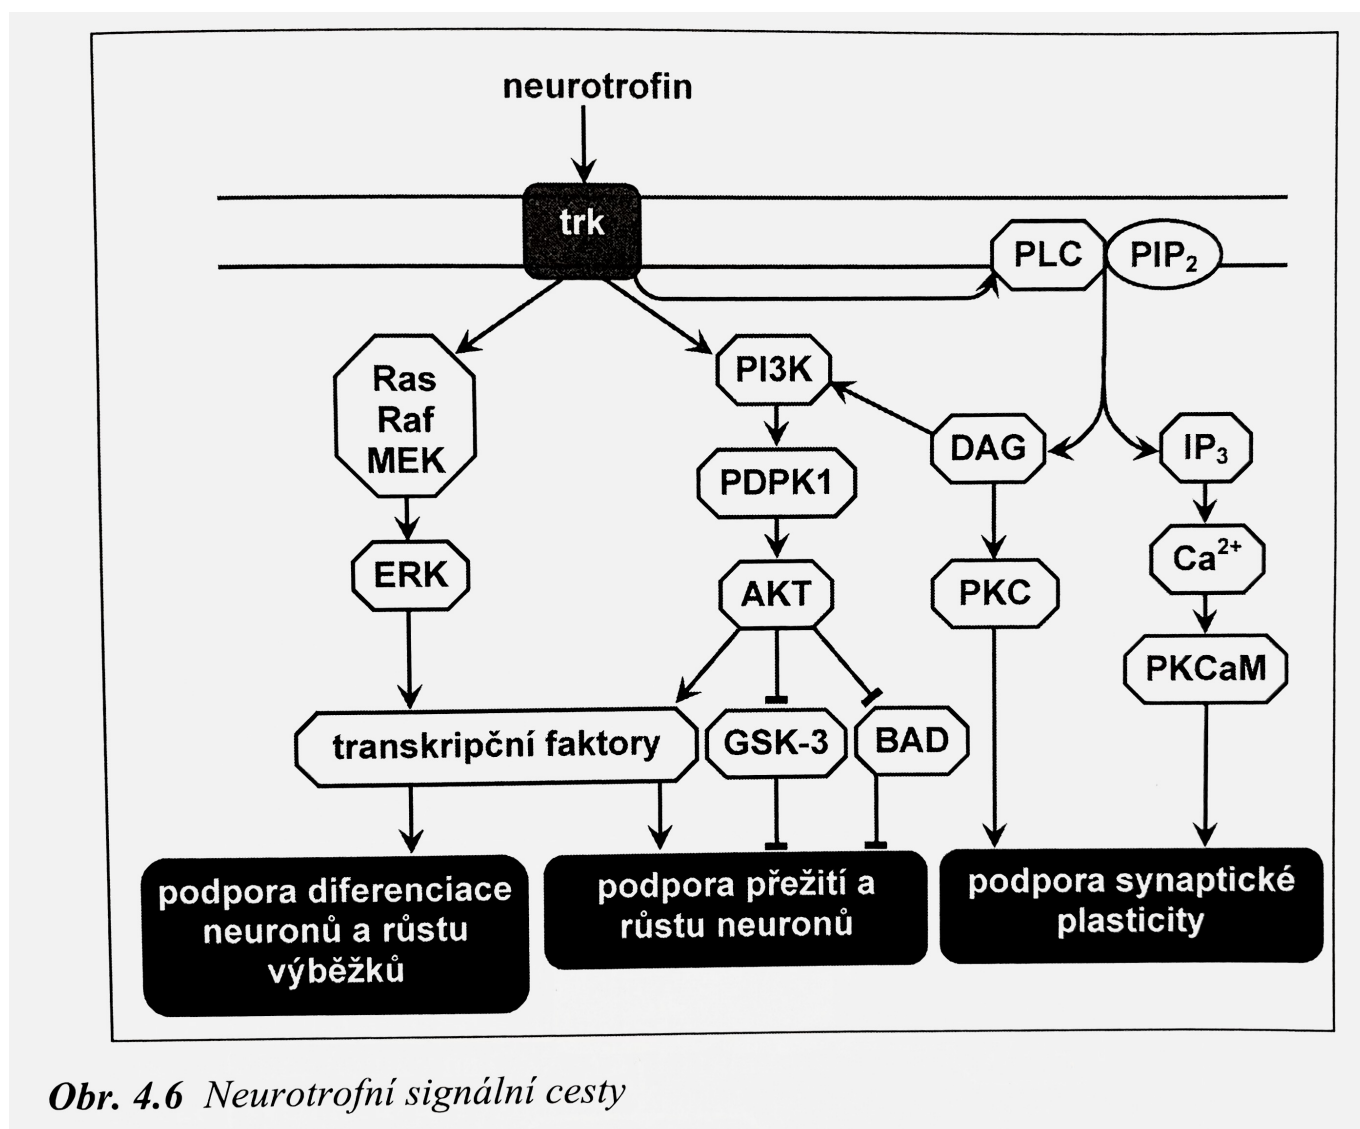 neurotrofin
trk
PLC
PIP₂
Ras
Raf
MEK
PI3K
DAG
IP₃
PDPK1
ERK
AKT
PKC
Ca²⁺
PKCaM
transkripční faktory
GSK-3
BAD
podpora diferenciace
neuronů a růstu
výběžků
podpora přežití a
růstu neuronů
podpora synaptické
plasticity
Obr. 4.6 Neurotrofní signální cesty